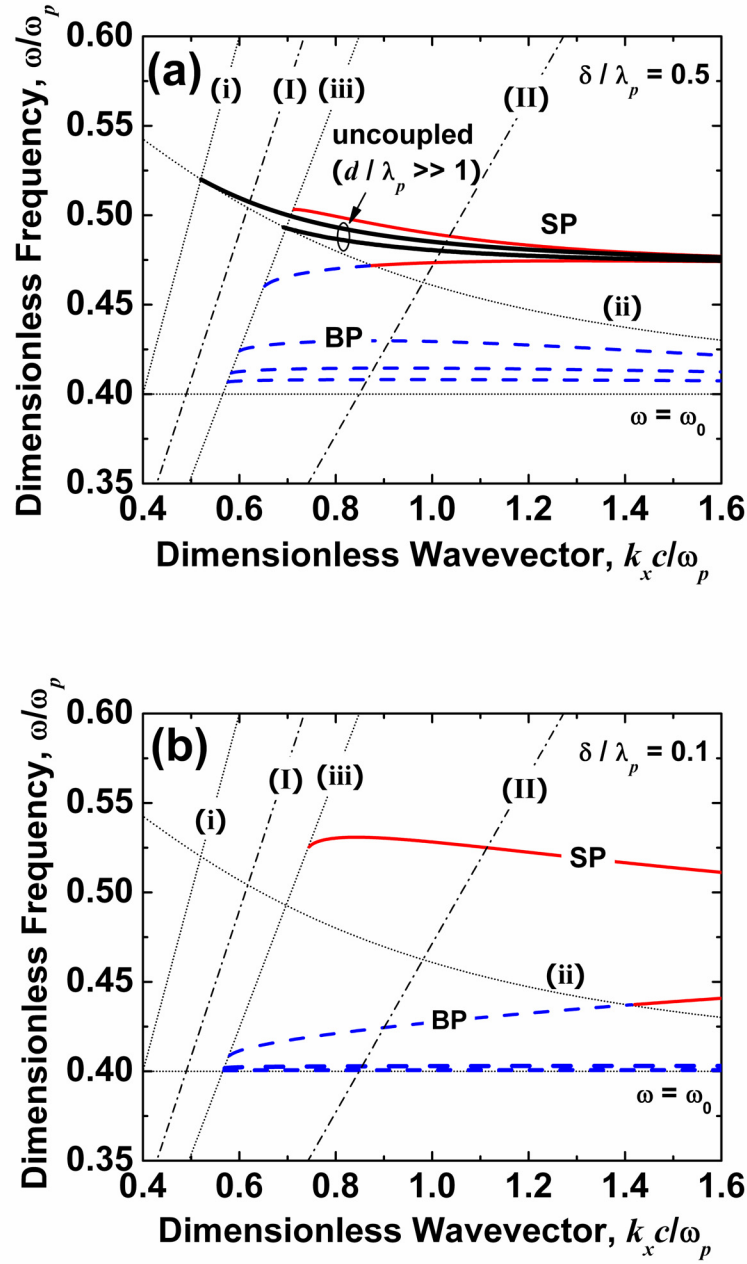 (a)
δ / λp = 0.5
(i)
(I)
(iii)
(II)
uncoupled
(d / λp >> 1)
SP
(ii)
BP
ω = ω0
0.60
0.55
0.50
0.45
0.40
0.35
0.4 0.6 0.8 1.0 1.2 1.4 1.6
Dimensionless Frequency, ω/ωp
Dimensionless Wavevector, kxc/ωp
(b)
δ / λp = 0.1
(i)
(I)
(iii)
(II)
SP
(ii)
BP
ω = ω0
0.60
0.55
0.50
0.45
0.40
0.35
0.4 0.6 0.8 1.0 1.2 1.4 1.6
Dimensionless Frequency, ω/ωp
Dimensionless Wavevector, kxc/ωp